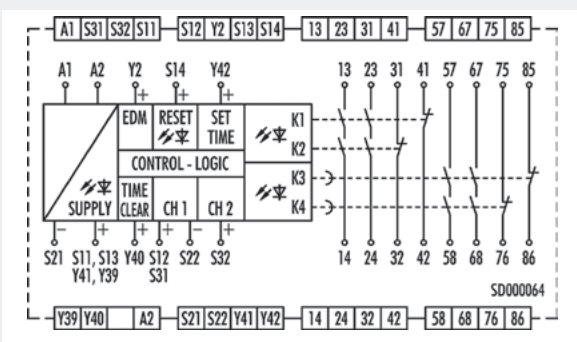 A1 S31 S32 S11 S12 Y2 S13 S14 13 23 31 41 57 67 75 85
A1 A2 Y2 S14 Y42 13 23 31 41 57 67 75 85
+ + +
EDM RESET SET TIME
K1
K2
CONTROL - LOGIC
K3
K4
SUPPLY TIME CLEAR CH 1 CH 2
- + + - +
S21 S11, S13 Y40 S12 S22 S32 14 24 32 42 58 68 76 86
Y41, Y39 S31
SD000064
Y39 Y40 A2 S21 S22 Y41 Y42 14 24 32 42 58 68 76 86